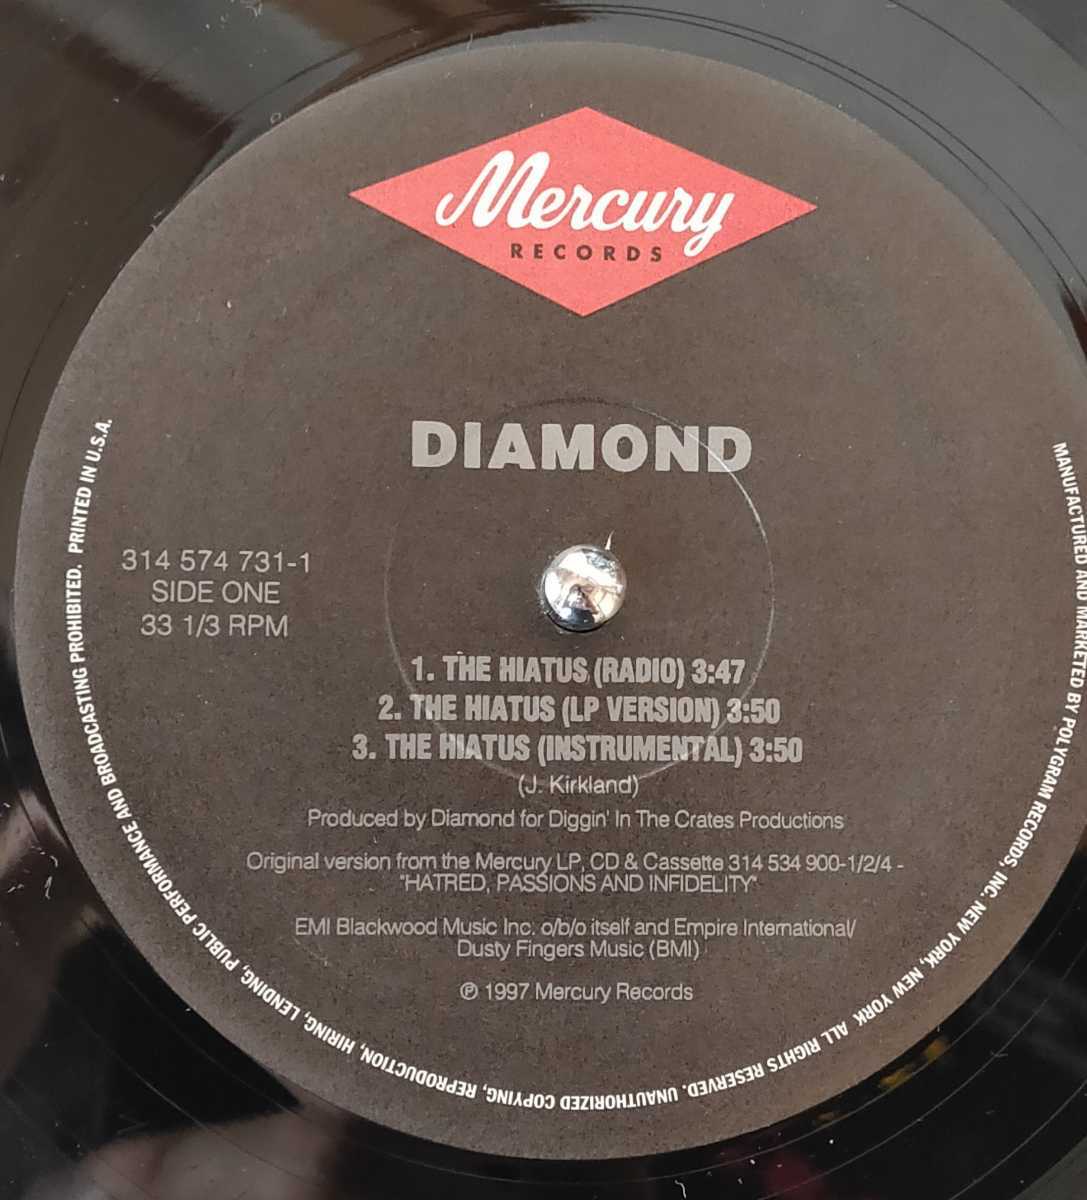 Mercury
RECORDS
DIAMOND
314 574 731-1
SIDE ONE
33 1/3 RPM
1. THE HIATUS (RADIO) 3:47
2. THE HIATUS (LP VERSION) 3:50
3. THE HIATUS (INSTRUMENTAL) 3:50
(J. Kirkland)
Produced by Diamond for Diggin' In The Crates Productions
Original version from the Mercury LP, CD & Cassette 314 534 900-1/2/4 -
"HATRED, PASSIONS AND INFIDELITY"
EMI Blackwood Music Inc. o/b/o itself and Empire International/
Dusty Fingers Music (BMI)
℗ 1997 Mercury Records
MANUFACTURED AND MARKETED BY POLYGRAM RECORDS, INC. NEW YORK, NEW YORK ALL RIGHTS RESERVED. UNAUTHORIZED COPYING, REPRODUCTION, HIRING, LENDING, PUBLIC PERFORMANCE AND BROADCASTING PROHIBITED. PRINTED IN U.S.A.